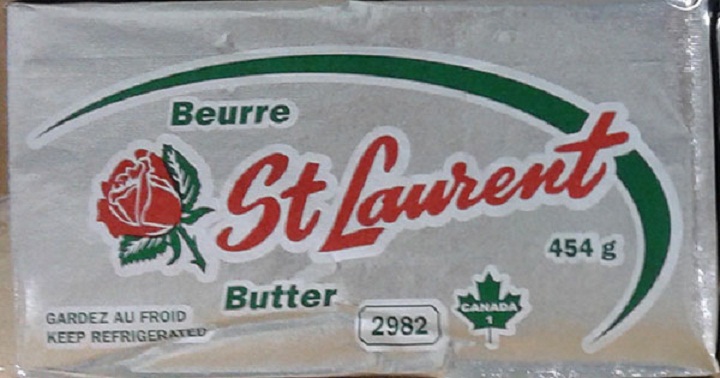 Beurre
St Laurent
454 g
Butter
GARDEZ AU FROID
KEEP REFRIGERATED
2982
CANADA
1